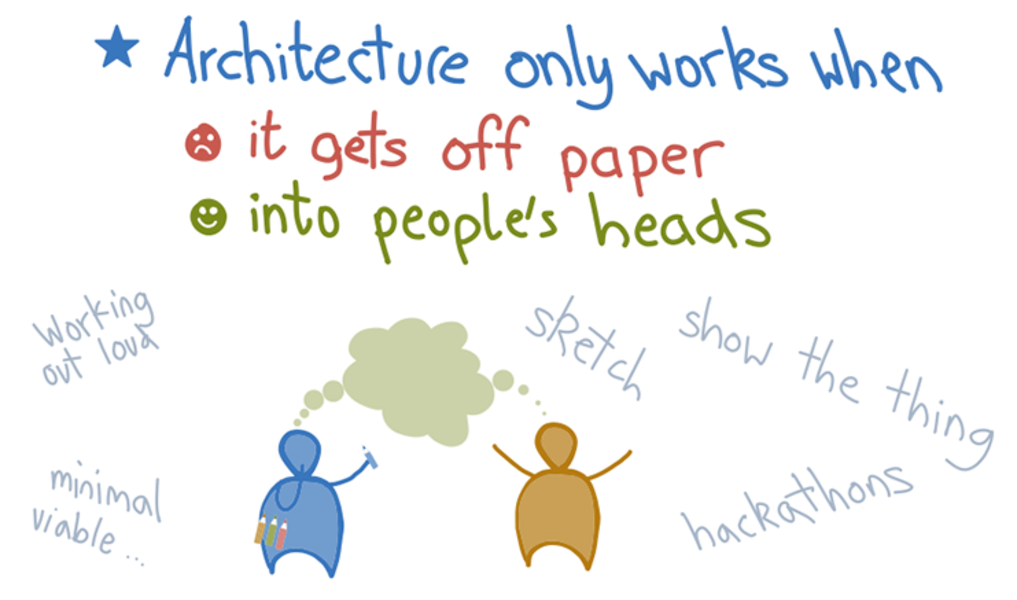 Architecture only works when
it gets off paper
into people's heads
Working
out loud
sketch
show the thing
minimal
viable ...
hackathons